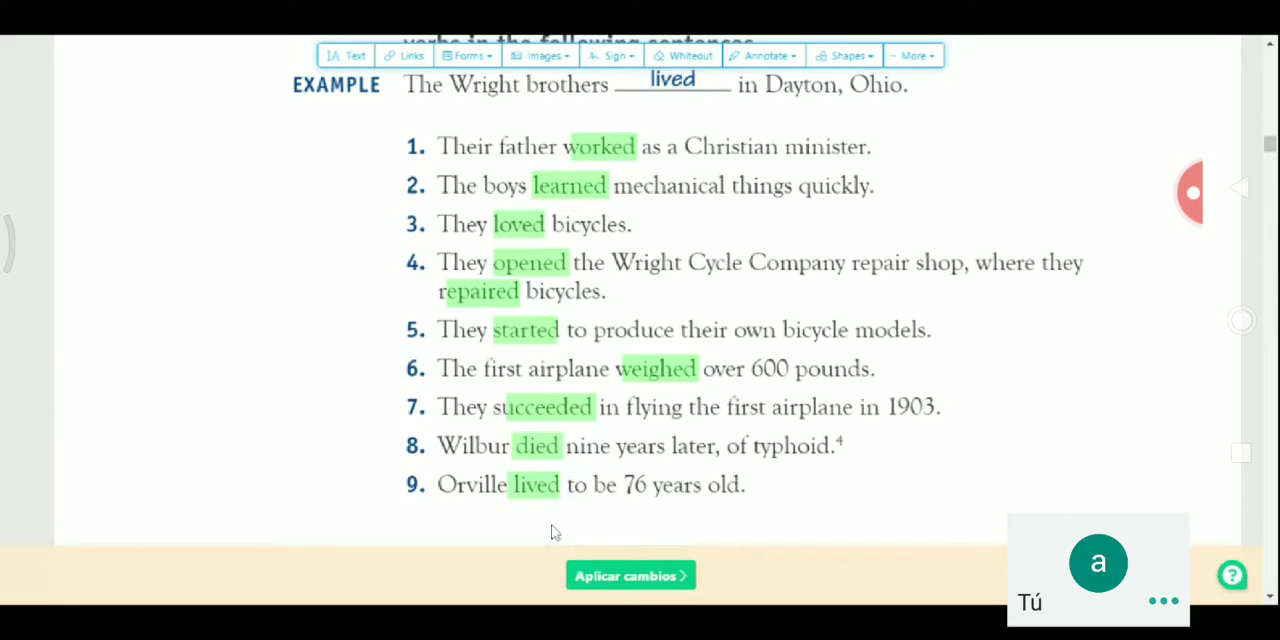 verbs in the following sentences.
Text Links Forms Images Sign Whiteout Annotate Shapes More
EXAMPLE The Wright brothers lived in Dayton, Ohio.
1. Their father worked as a Christian minister.
2. The boys learned mechanical things quickly.
3. They loved bicycles.
4. They opened the Wright Cycle Company repair shop, where they
repaired bicycles.
5. They started to produce their own bicycle models.
6. The first airplane weighed over 600 pounds.
7. They succeeded in flying the first airplane in 1903.
8. Wilbur died nine years later, of typhoid.⁴
9. Orville lived to be 76 years old.
Aplicar cambios
?
a
Tú